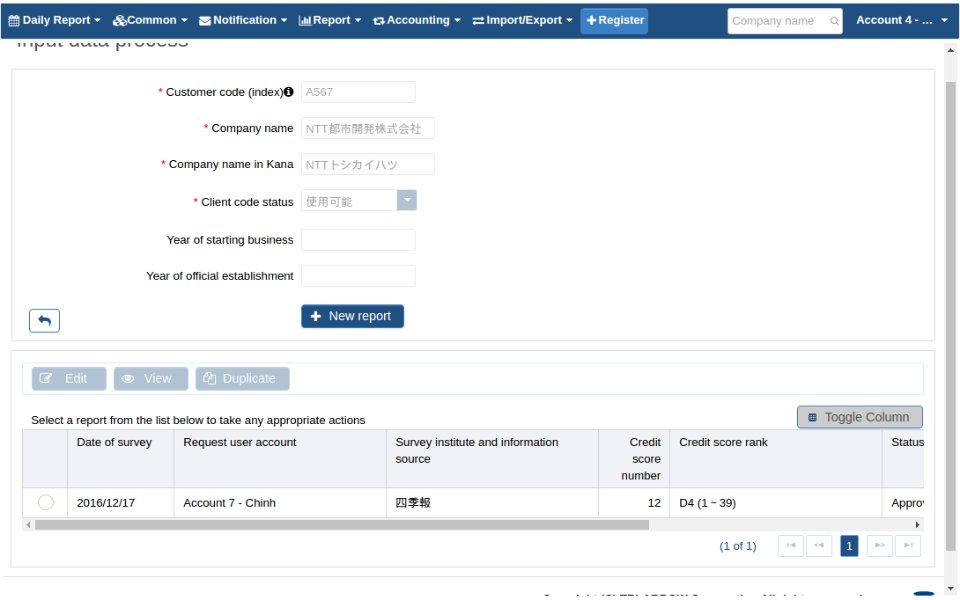 Daily Report Common Notification Report Accounting Import/Export Register Company name Account 4 - ...
Input data process
* Customer code (index) A567
* Company name NTT都市開発株式会社
* Company name in Kana NTTトシカイハツ
* Client code status 使用可能
Year of starting business
Year of official establishment
New report
Edit View Duplicate
Select a report from the list below to take any appropriate actions
Toggle Column
Date of survey Request user account Survey institute and information source Credit score number Credit score rank Status
2016/12/17 Account 7 - Chinh 四季報 12 D4 (1 ~ 39) Approv
(1 of 1) 1